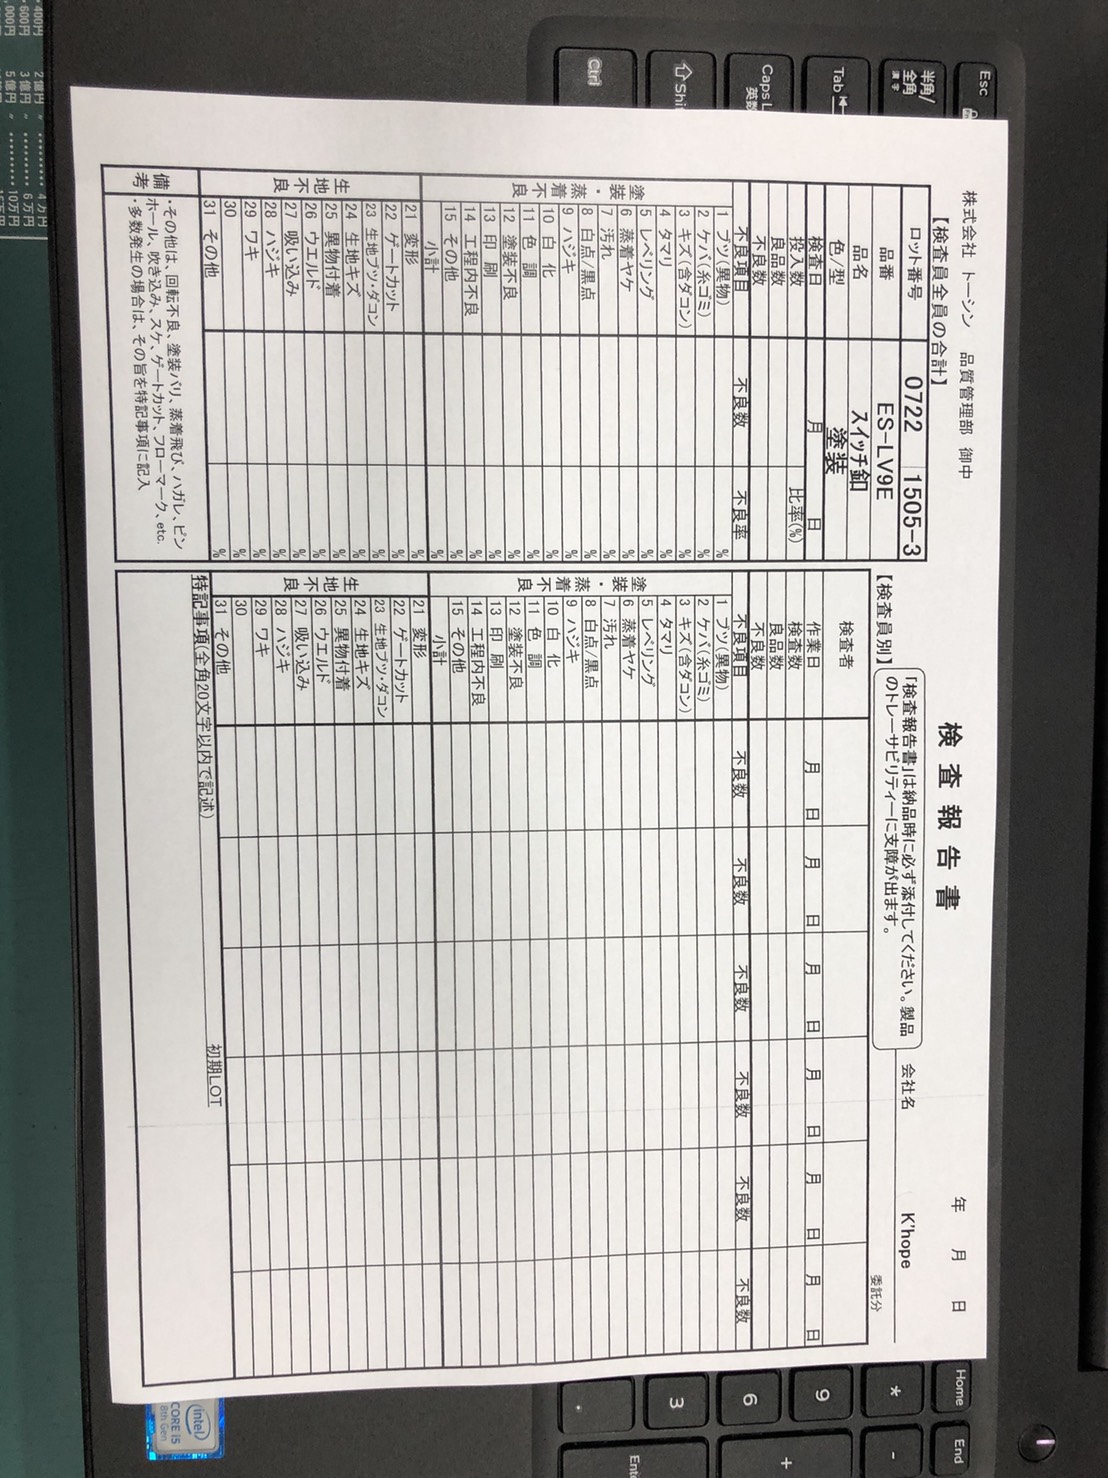 株式会社 トーシン 品質管理部 御中
検査報告書
年 月 日
【検査員全員の合計】
ロット番号 0722 1505-3
品番 ES-LV9E
品名 スイッチ釦
色/型 塗装
検査日 月 日
投入数 比率(%)
良品数
不良数
不良項目 不良数 不良率
塗装・蒸着不良
1 ブツ(異物) %
2 ケバ(糸ゴミ) %
3 キズ(含ダコン) %
4 タマリ %
5 レベリング %
6 蒸着ヤケ %
7 汚れ %
8 白点/黒点 %
9 ハジキ %
10 白 化 %
11 色 調 %
12 塗装不良 %
13 印 刷 %
14 工程内不良 %
15 その他 %
小計 %
生地不良
21 変形 %
22 ゲートカット %
23 生地ブツ・ダコン %
24 生地キズ %
25 異物付着 %
26 ウエルド %
27 吸い込み %
28 ハジキ %
29 ワキ %
30 %
31 その他 %
備考
・その他は、回転不良、塗装バリ、蒸着飛び、ハガレ、ピン
ホール、吹き込み、スケ、ゲートカット、フローマーク、etc.
・多数発生の場合は、その旨を特記事項に記入
「検査報告書」は納品時に必ず添付してください。製品
のトレーサビリティーに支障が出ます。
会社名 K'hope
委託分
【検査員別】
検査者
作業日 月 日 月 日 月 日 月 日 月 日 月 日
検査数
良品数
不良数
不良項目 不良数 不良数 不良数 不良数 不良数 不良数
塗装・蒸着不良
1 ブツ(異物)
2 ケバ(糸ゴミ)
3 キズ(含ダコン)
4 タマリ
5 レベリング
6 蒸着ヤケ
7 汚れ
8 白点/黒点
9 ハジキ
10 白 化
11 色 調
12 塗装不良
13 印 刷
14 工程内不良
15 その他
小計
生地不良
21 変形
22 ゲートカット
23 生地ブツ・ダコン
24 生地キズ
25 異物付着
26 ウエルド
27 吸い込み
28 ハジキ
29 ワキ
30
31 その他
特記事項(全角20文字以内で記述) 初期LOT
Esc
半角/
全角
漢字
Tab
Caps L
英数
Shif
Ctrl
Home End
* -
9 +
6
3
Ente
.
intel
CORE i5
8th Gen
400円 2億円 〃 ········· 4万円
600円 3億円 〃 ········· 6万円
,000円 5億円 〃 ········· 10万円